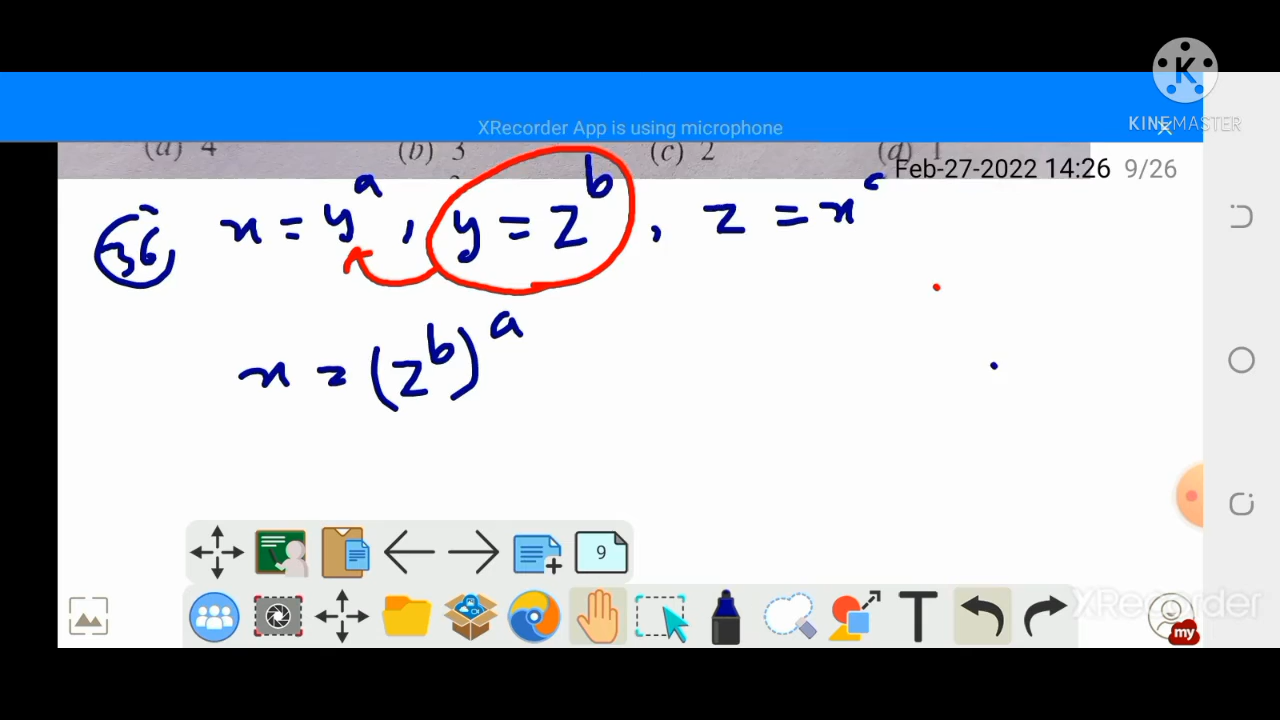 K
KINEMASTER
XRecorder App is using microphone
(a) 4 (b) 3 (c) 2 (d) 1
Feb-27-2022 14:26 9/26
36 x = y^a , y = z^b , z = x^c
x = (z^b)^a
9
T
XRecorder
my